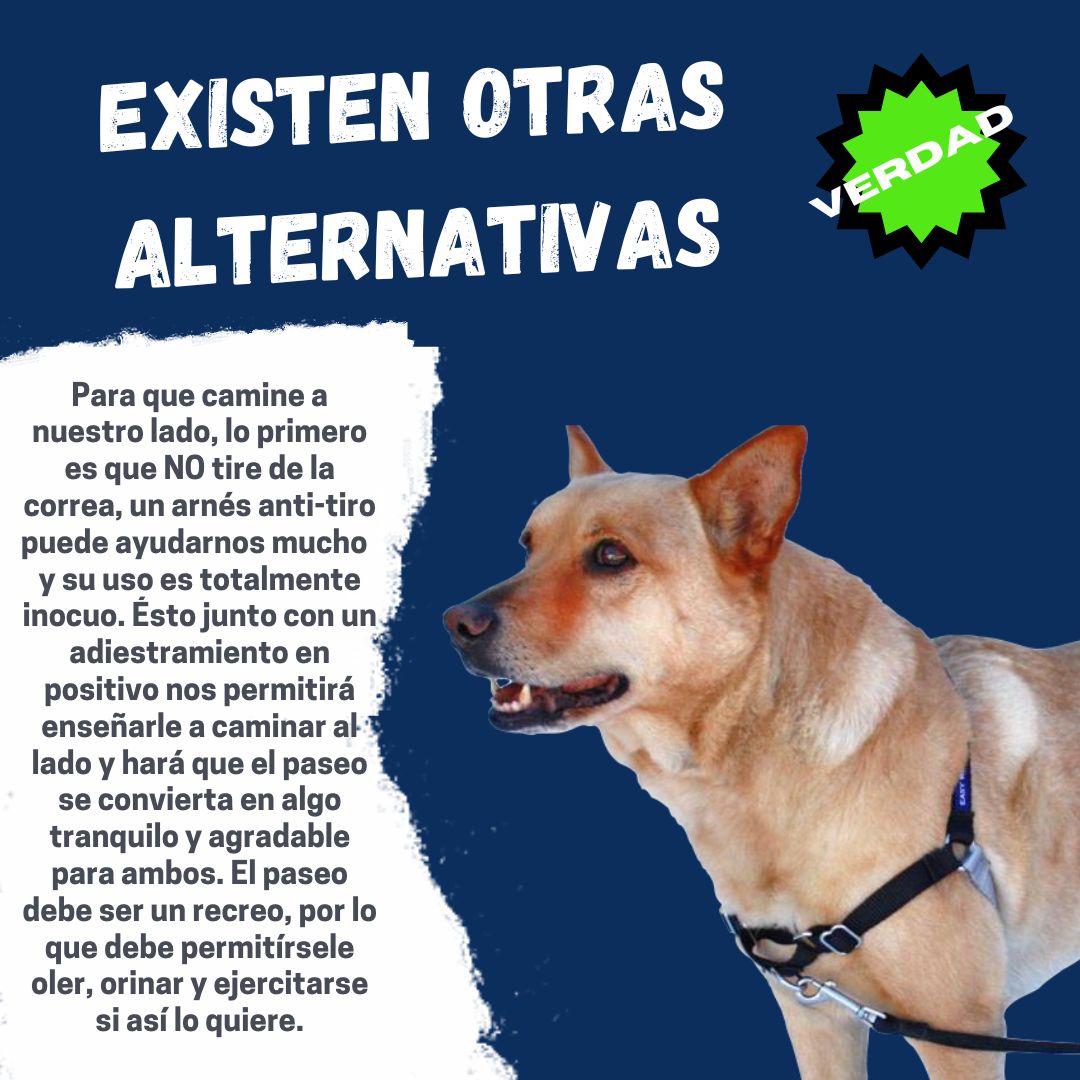 EXISTEN OTRAS
ALTERNATIVAS
VERDAD
Para que camine a
nuestro lado, lo primero
es que NO tire de la
correa, un arnés anti-tiro
puede ayudarnos mucho
y su uso es totalmente
inocuo. Ésto junto con un
adiestramiento en
positivo nos permitirá
enseñarle a caminar al
lado y hará que el paseo
se convierta en algo
tranquilo y agradable
para ambos. El paseo
debe ser un recreo, por lo
que debe permitírsele
oler, orinar y ejercitarse
si así lo quiere.
EASY